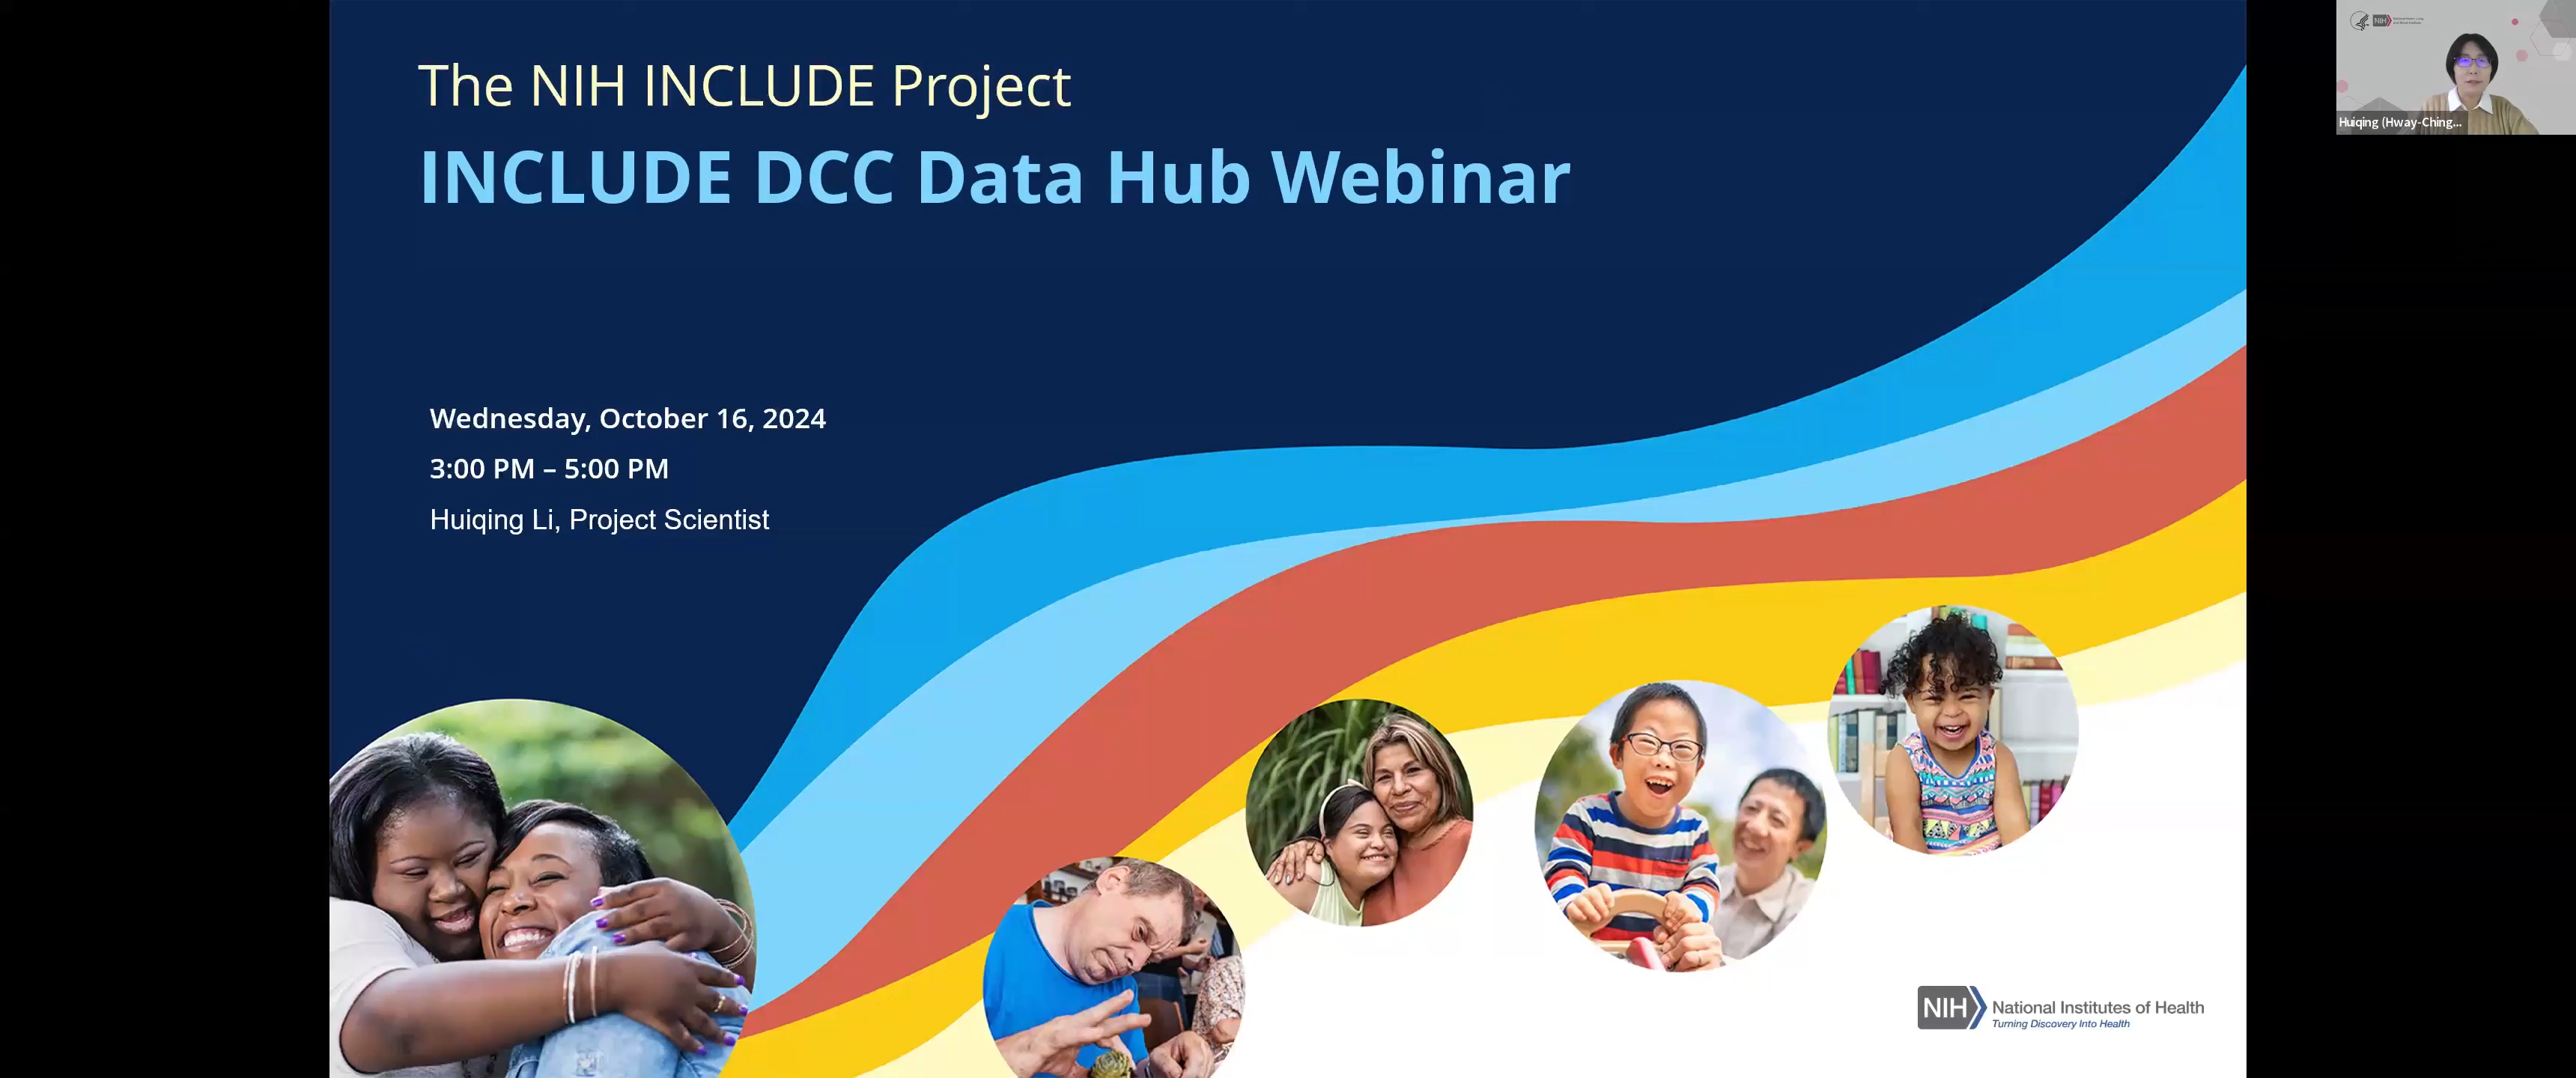 The NIH INCLUDE Project
INCLUDE DCC Data Hub Webinar
Wednesday, October 16, 2024
3:00 PM – 5:00 PM
Huiqing Li, Project Scientist
NIH
Huiqing (Hway-Ching...
NIH National Institutes of Health
Turning Discovery Into Health